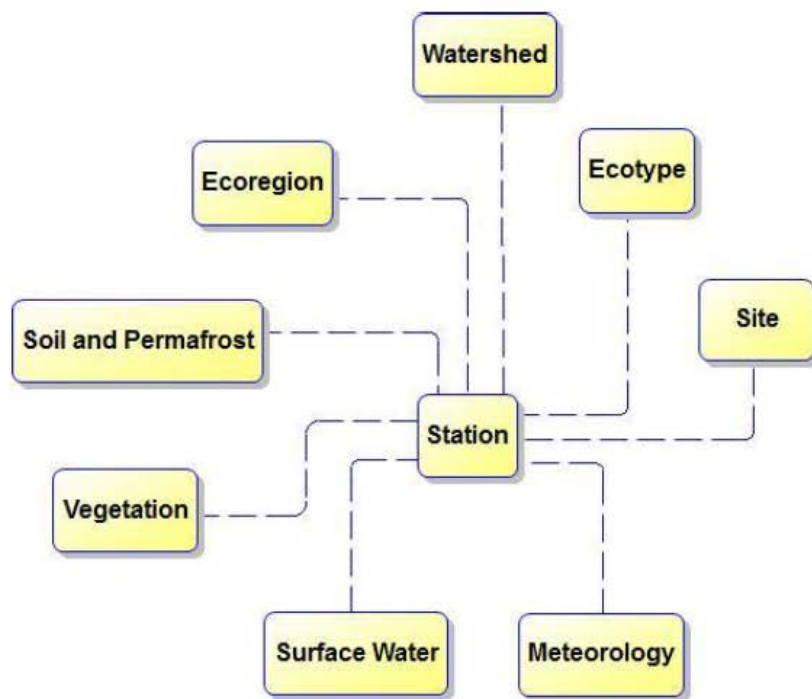 Watershed
Ecoregion
Ecotype
Soil and Permafrost
Site
Station
Vegetation
Surface Water
Meteorology